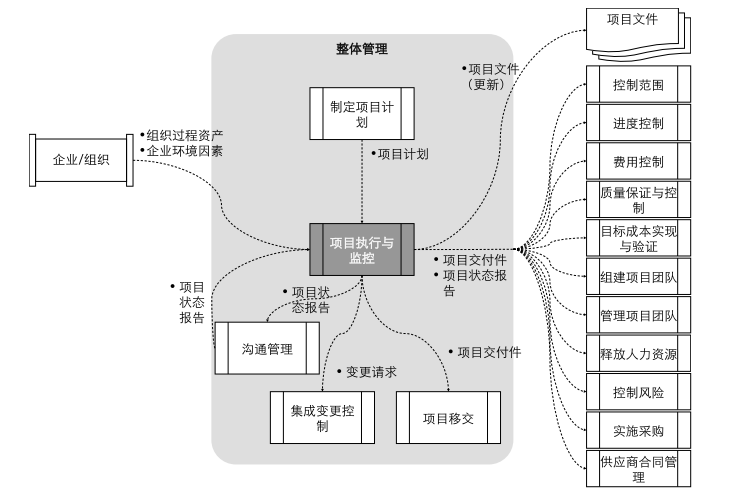 整体管理
项目文件
•项目文件
（更新）
制定项目计
划
控制范围
进度控制
•组织过程资产
•企业环境因素
企业/组织
•项目计划
费用控制
质量保证与控
制
项目执行与
监控
目标成本实现
与验证
• 项目交付件
• 项目状态报
告
组建项目团队
• 项目
状态
报告
• 项目状
态报告
管理项目团队
沟通管理
• 项目交付件
释放人力资源
• 变更请求
控制风险
集成变更控
制
项目移交
实施采购
供应商合同管
理